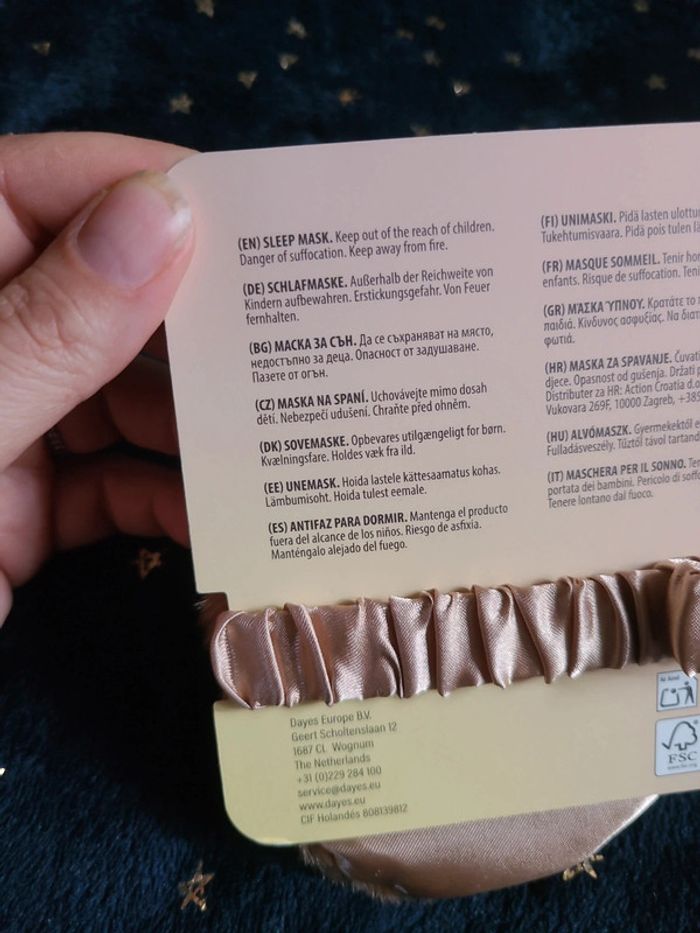 (EN) SLEEP MASK. Keep out of the reach of children.
Danger of suffocation. Keep away from fire.
(DE) SCHLAFMASKE. Außerhalb der Reichweite von
Kindern aufbewahren. Erstickungsgefahr. Von Feuer
fernhalten.
(BG) МАСКА ЗА СЪН. Да се съхраняват на място,
недостъпно за деца. Опасност от задушаване.
Пазете от огън.
(CZ) MASKA NA SPANÍ. Uchovávejte mimo dosah
dětí. Nebezpečí udušení. Chraňte před ohněm.
(DK) SOVEMASKE. Opbevares utilgængeligt for børn.
Kvælningsfare. Holdes væk fra ild.
(EE) UNEMASK. Hoida lastele kättesaamatus kohas.
Lämbumisoht. Hoida tulest eemale.
(ES) ANTIFAZ PARA DORMIR. Mantenga el producto
fuera del alcance de los niños. Riesgo de asfixia.
Manténgalo alejado del fuego.
(FI) UNIMASKI. Pidä lasten
Tukehtumisvaara. Pidä pois tulen
(FR) MASQUE SOMMEIL. Tenir
enfants. Risque de suffocation.
(GR) ΜΆΣΚΑ ΎΠΝΟΥ. Κρατάτε το
παιδιά. Κίνδυνος ασφυξίας. Να
φωτιά.
(HR) MASKA ZA SPAVANJE.
djece. Opasnost od gušenja. Držati
Distributer za HR: Action Croatia d.o
Vukovara 269F, 10000 Zagreb, +385
(HU) ALVÓMASZK. Gyermekektől
Fulladásveszély. Tűztől távol
(IT) MASCHERA PER IL SONNO.
portata dei bambini. Pericolo di
Tenere lontano dal fuoco.
Dayes Europe B.V.
Geert Scholtenslaan 12
1687 CL Wognum
The Netherlands
+31 (0)229 284 100
service@dayes.eu
www.dayes.eu
CIF Holandés 808139812
FSC